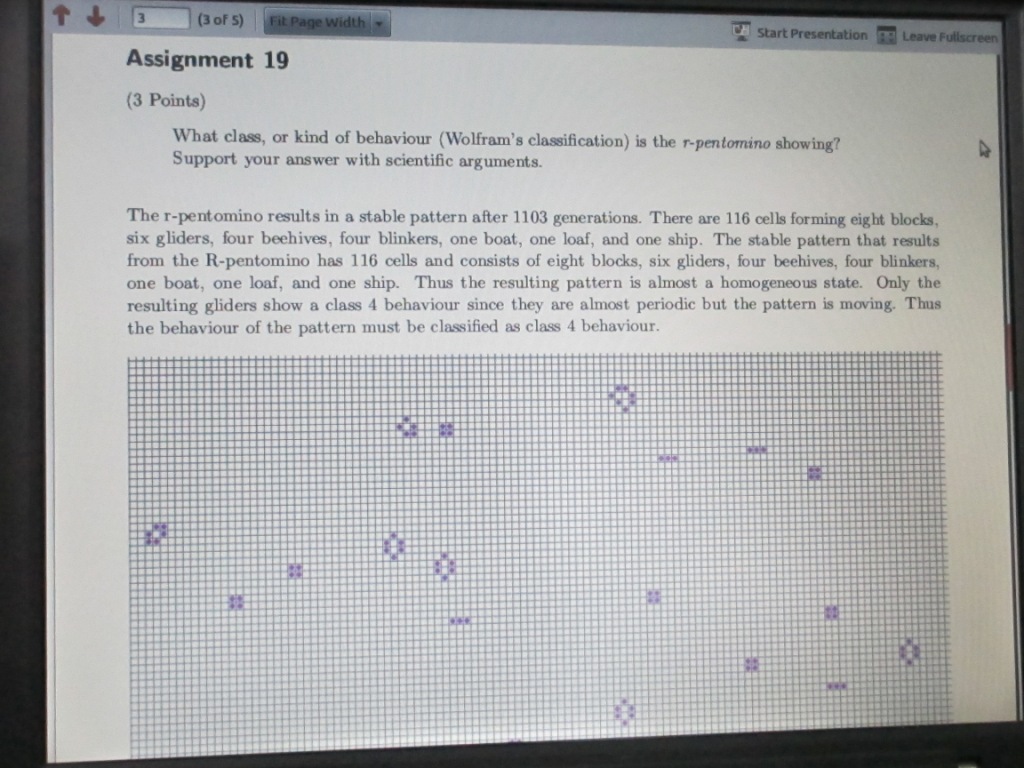 3 (3 of 5) Fit Page Width Start Presentation Leave Fullscreen
Assignment 19
(3 Points)
What class, or kind of behaviour (Wolfram's classification) is the r-pentomino showing?
Support your answer with scientific arguments.
The r-pentomino results in a stable pattern after 1103 generations. There are 116 cells forming eight blocks,
six gliders, four beehives, four blinkers, one boat, one loaf, and one ship. The stable pattern that results
from the R-pentomino has 116 cells and consists of eight blocks, six gliders, four beehives, four blinkers,
one boat, one loaf, and one ship. Thus the resulting pattern is almost a homogeneous state. Only the
resulting gliders show a class 4 behaviour since they are almost periodic but the pattern is moving. Thus
the behaviour of the pattern must be classified as class 4 behaviour.